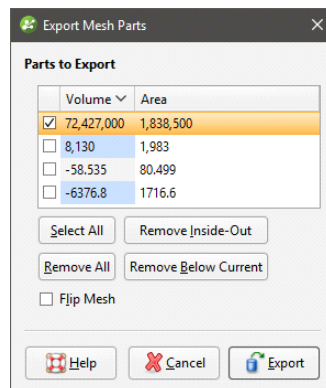 Export Mesh Parts
Parts to Export
Volume Area
72,427,000 1,838,500
8,130 1,983
-58.535 80.499
-6376.8 1716.6
Select All Remove Inside-Out
Remove All Remove Below Current
Flip Mesh
Help Cancel Export